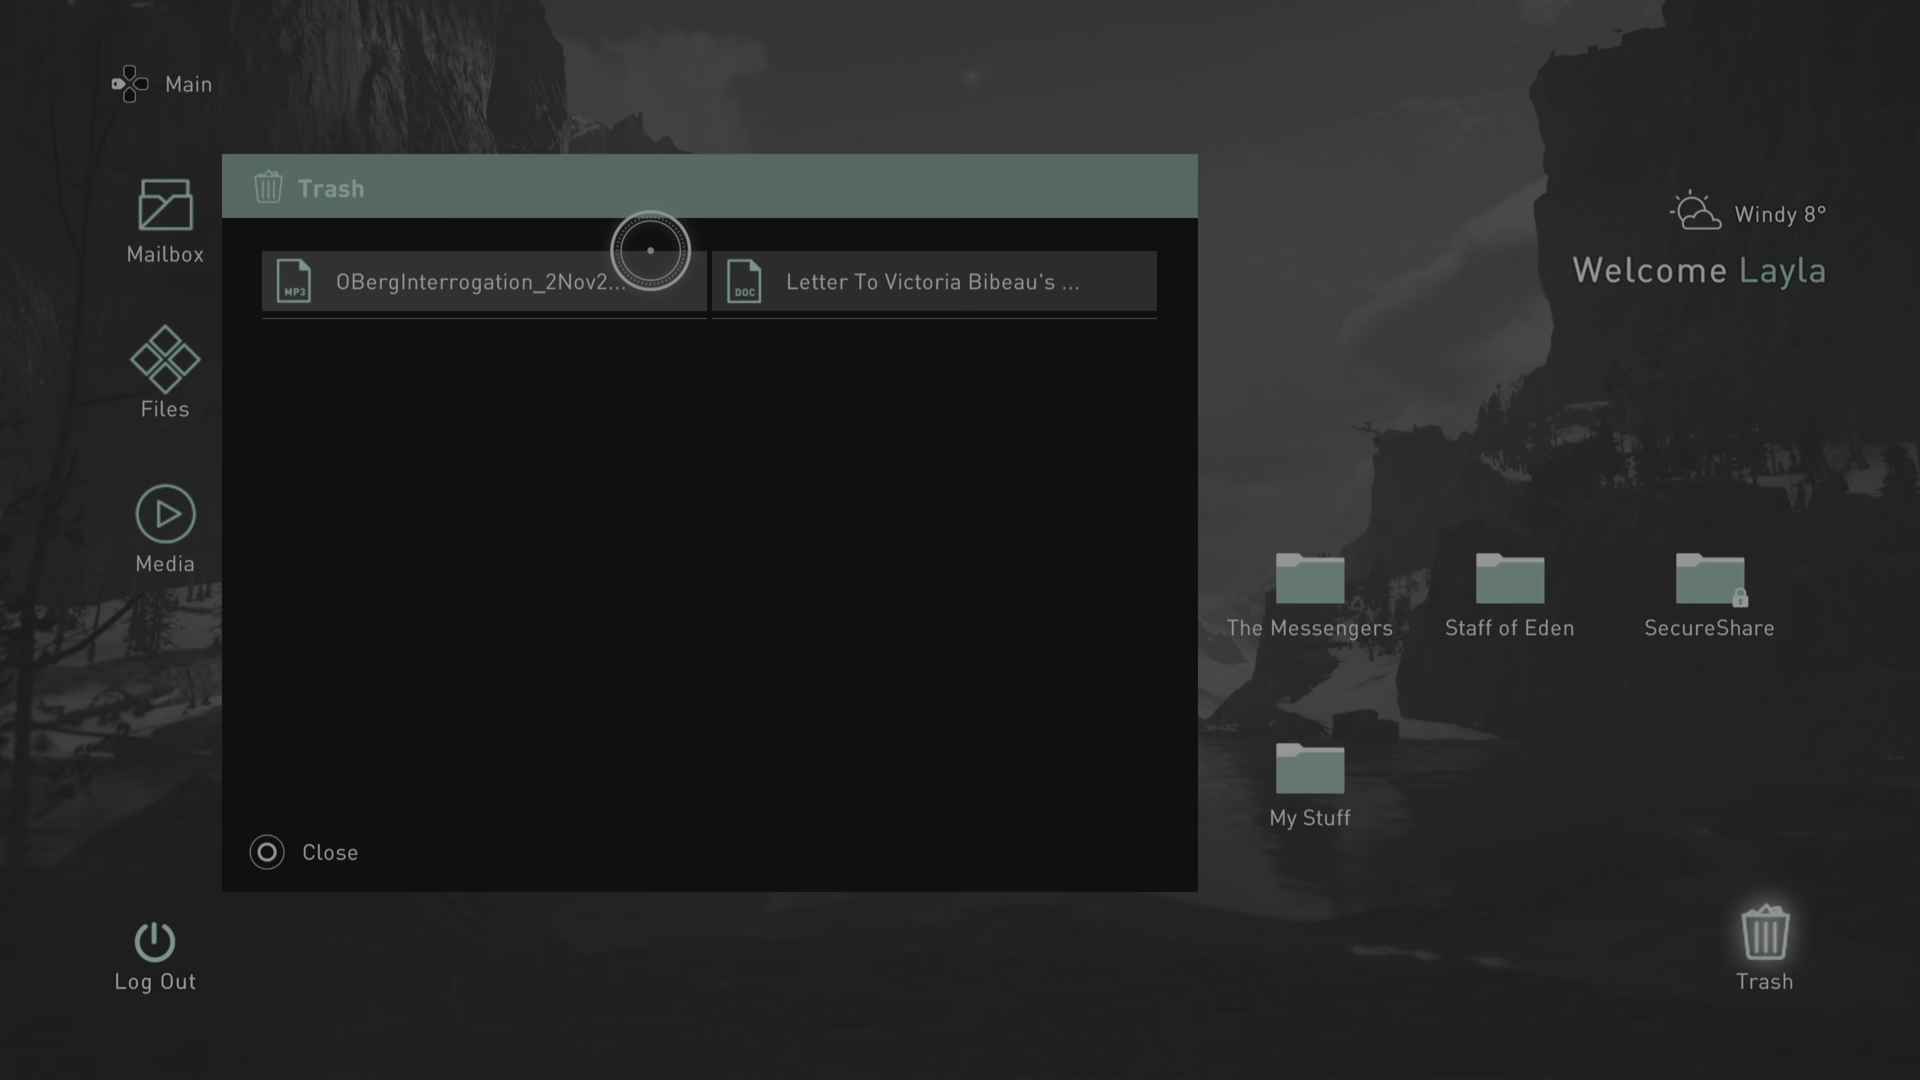 Main
Trash
MP3
OBergInterrogation_2Nov2...
DOC
Letter To Victoria Bibeau's ...
Mailbox
Files
Media
Windy 8°
Welcome Layla
The Messengers
Staff of Eden
SecureShare
My Stuff
Close
Log Out
Trash